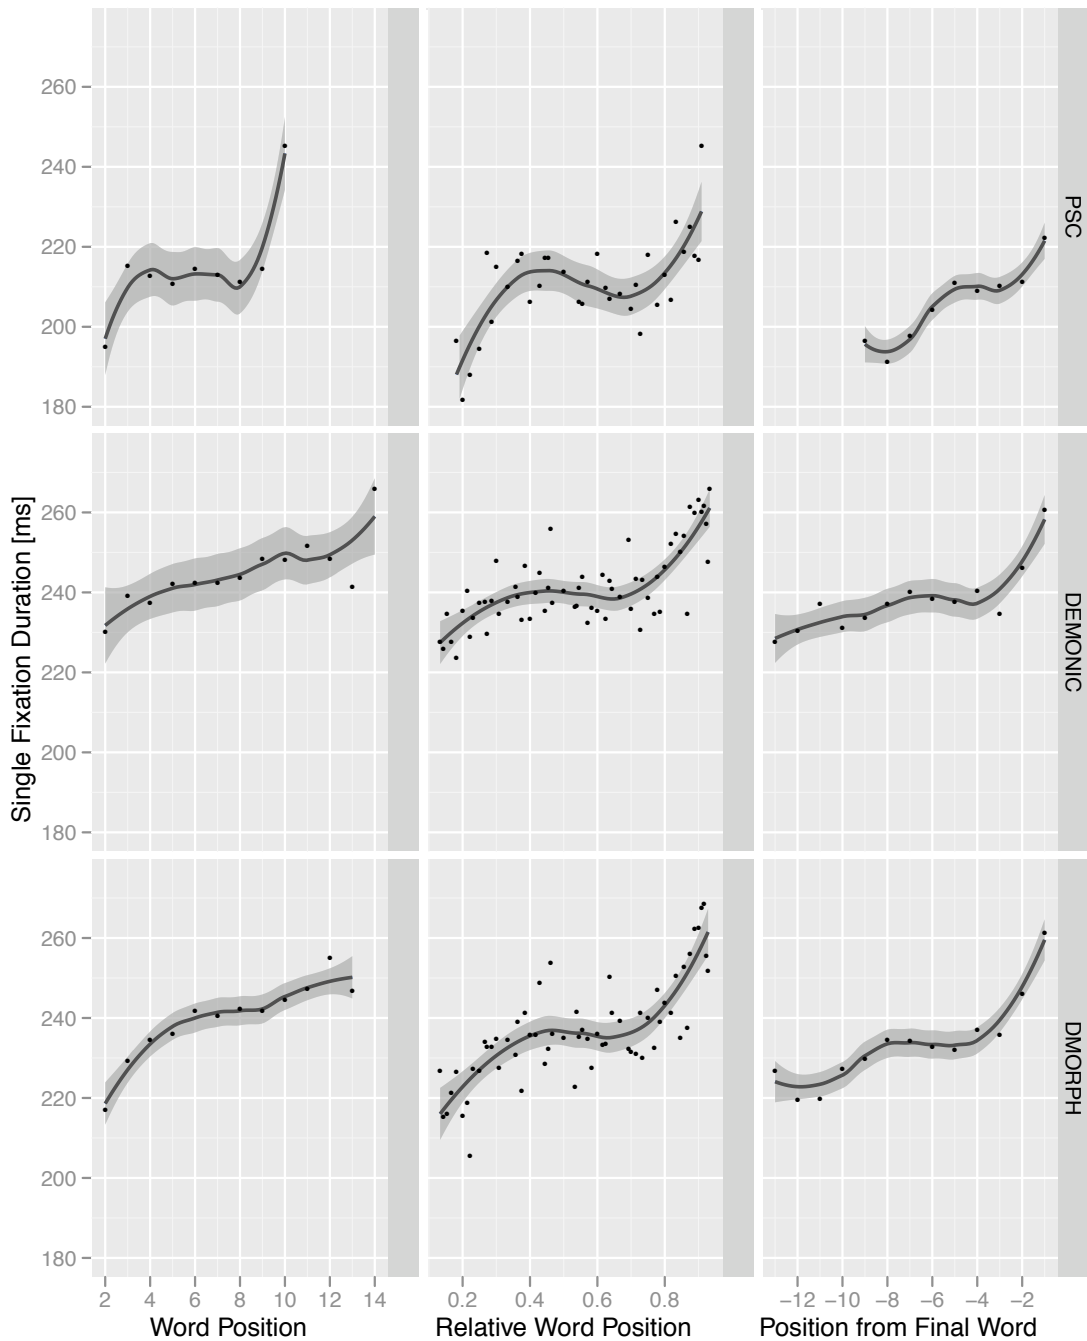 260
240
220
200
180
PSC
260
240
220
200
180
DEMONIC
260
240
220
200
180
DMORPH
Single Fixation Duration [ms]
2 4 6 8 10 12 14
0.2 0.4 0.6 0.8
−12 −10 −8 −6 −4 −2
Word Position
Relative Word Position
Position from Final Word